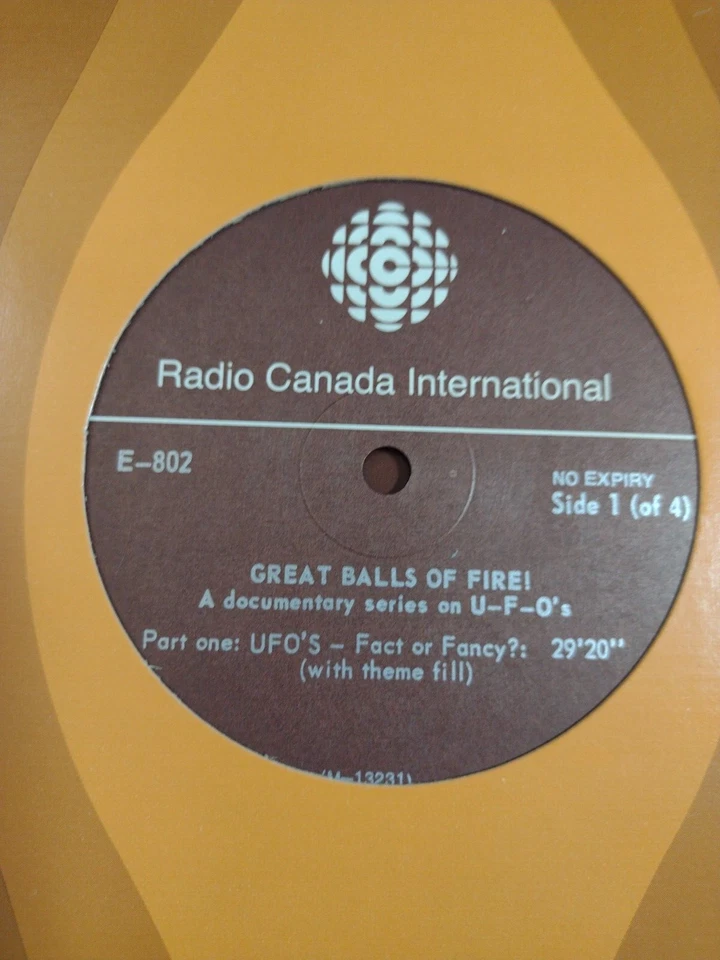 Radio Canada International
E-802
NO EXPIRY
Side 1 (of 4)
GREAT BALLS OF FIRE!
A documentary series on U-F-O's
Part one: UFO'S - Fact or Fancy?: 29'20"
(with theme fill)
(M-13231)